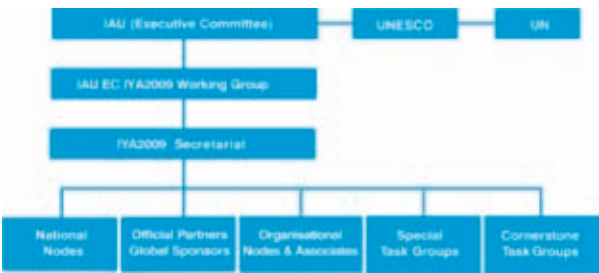 IAU (Executive Committee)
UNESCO
UN
IAU EC IYA2009 Working Group
IYA2009 Secretariat
National
Nodes
Official Partners
Global Sponsors
Organisational
Nodes & Associates
Special
Task Groups
Cornerstone
Task Groups